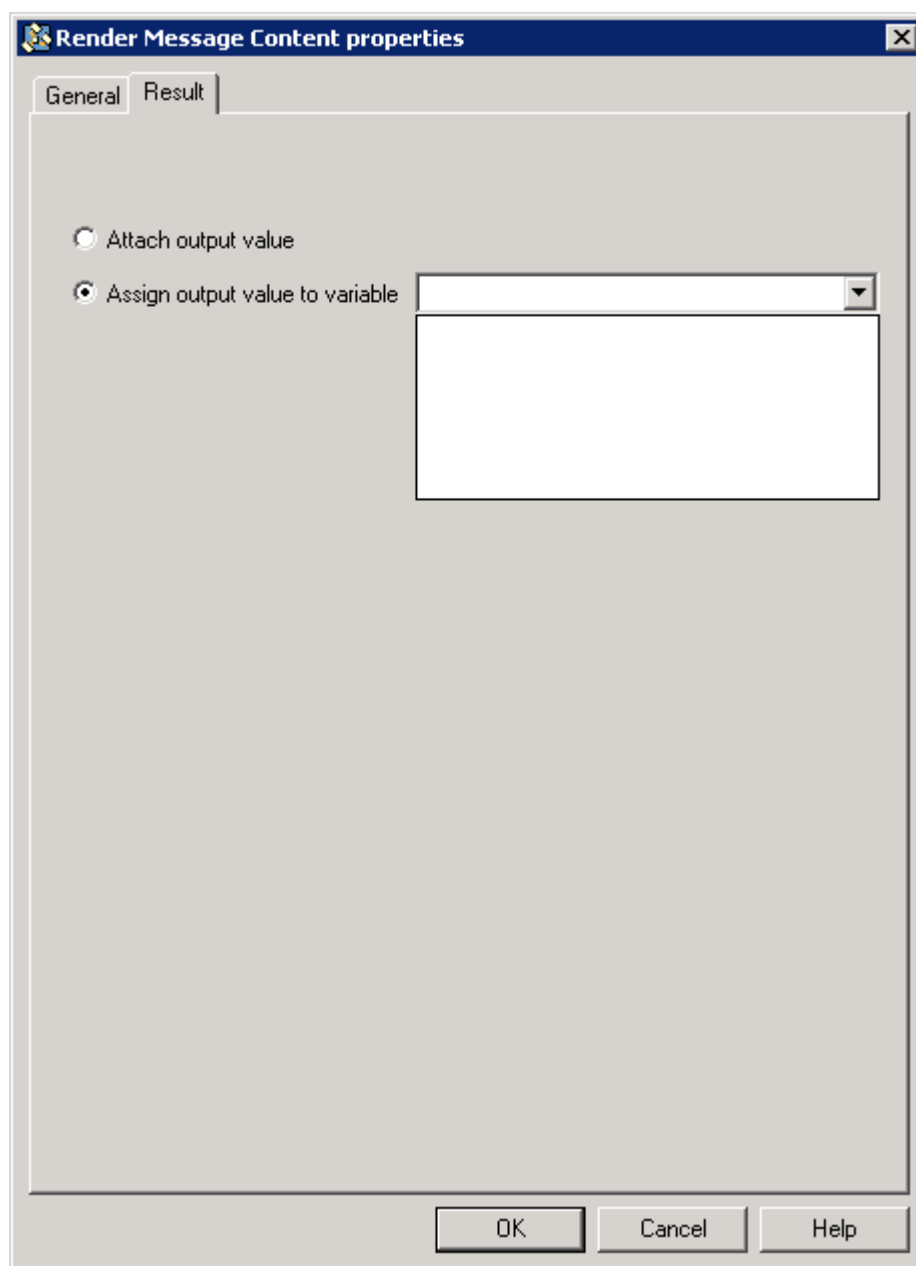 Render Message Content properties
General Result
Attach output value
Assign output value to variable
OK Cancel Help